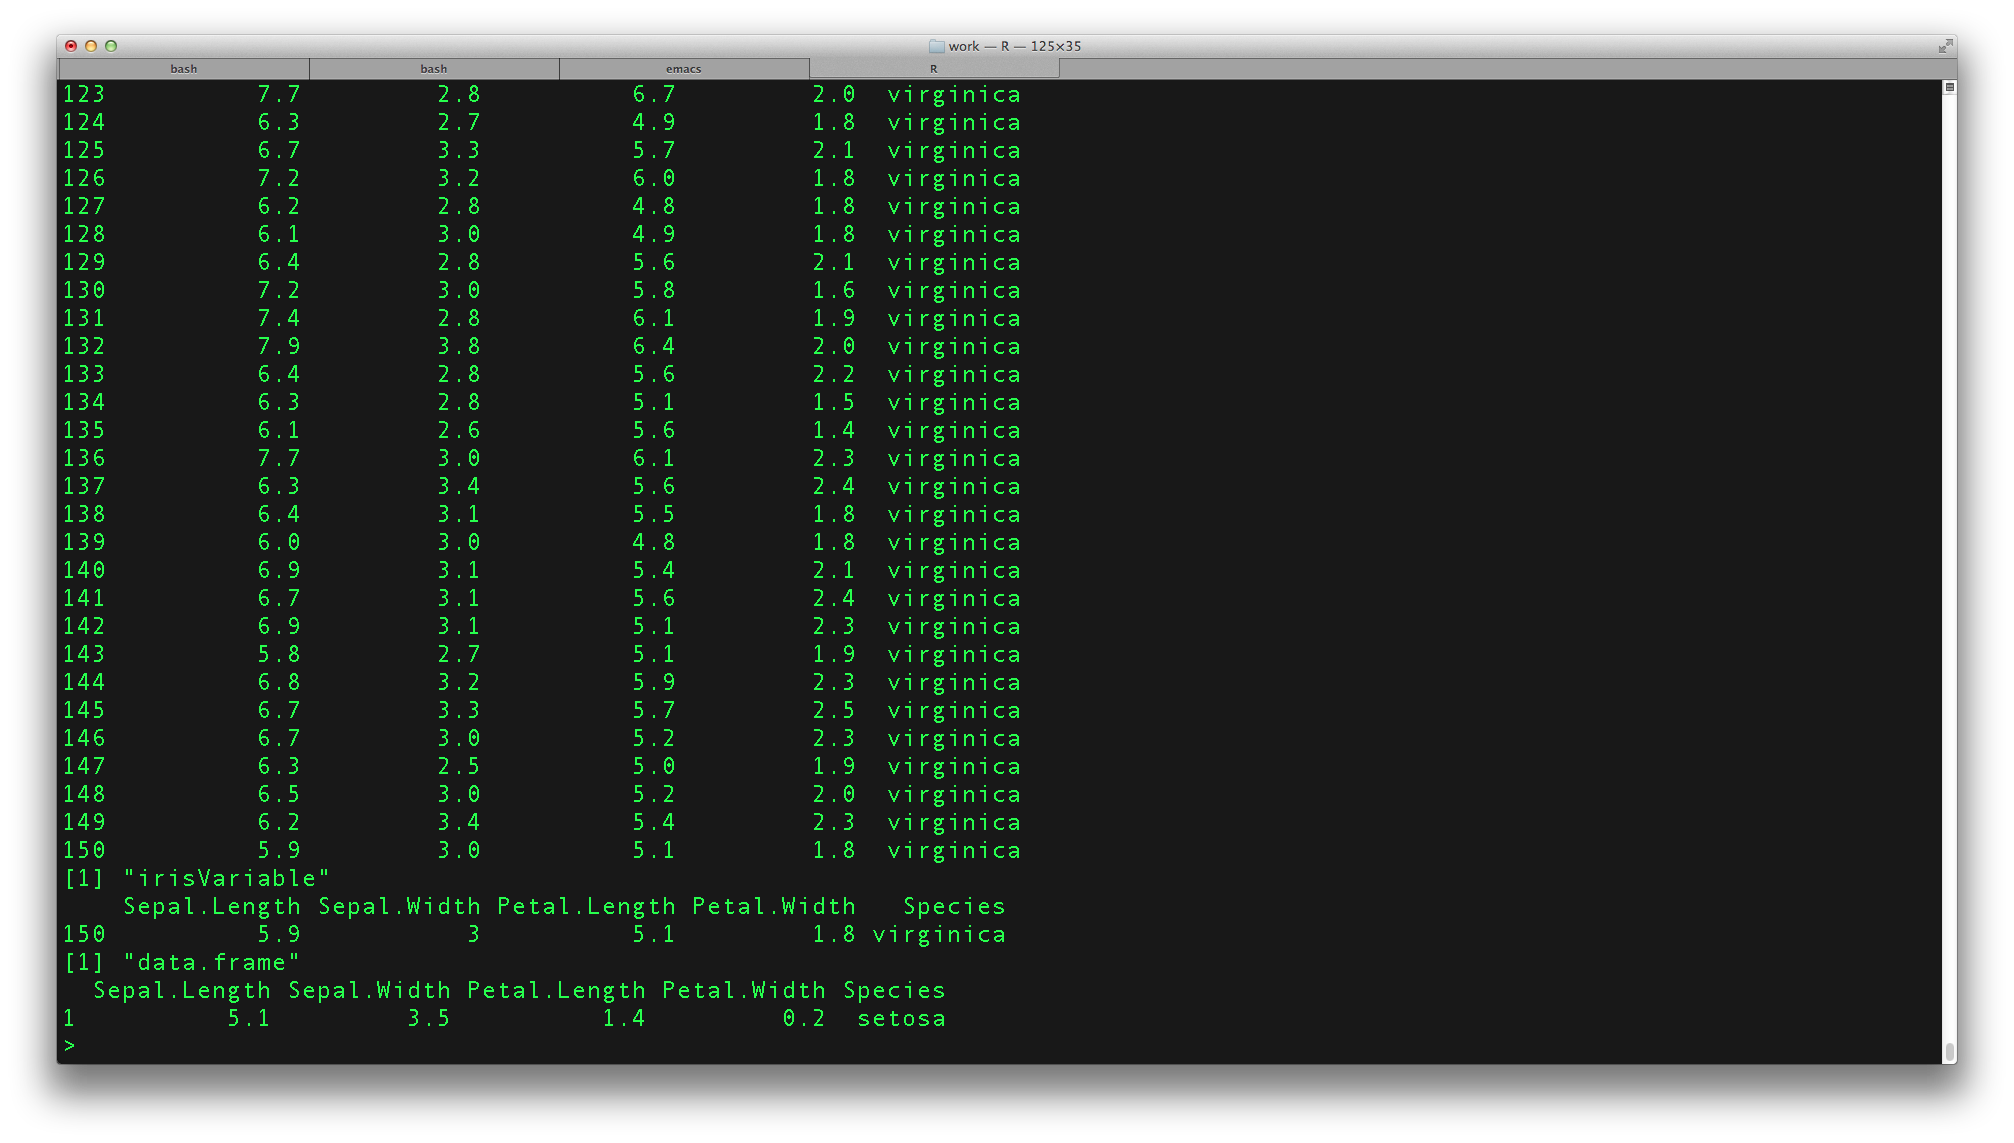 work — R — 125×35
bash bash emacs R
123 7.7 2.8 6.7 2.0 virginica
124 6.3 2.7 4.9 1.8 virginica
125 6.7 3.3 5.7 2.1 virginica
126 7.2 3.2 6.0 1.8 virginica
127 6.2 2.8 4.8 1.8 virginica
128 6.1 3.0 4.9 1.8 virginica
129 6.4 2.8 5.6 2.1 virginica
130 7.2 3.0 5.8 1.6 virginica
131 7.4 2.8 6.1 1.9 virginica
132 7.9 3.8 6.4 2.0 virginica
133 6.4 2.8 5.6 2.2 virginica
134 6.3 2.8 5.1 1.5 virginica
135 6.1 2.6 5.6 1.4 virginica
136 7.7 3.0 6.1 2.3 virginica
137 6.3 3.4 5.6 2.4 virginica
138 6.4 3.1 5.5 1.8 virginica
139 6.0 3.0 4.8 1.8 virginica
140 6.9 3.1 5.4 2.1 virginica
141 6.7 3.1 5.6 2.4 virginica
142 6.9 3.1 5.1 2.3 virginica
143 5.8 2.7 5.1 1.9 virginica
144 6.8 3.2 5.9 2.3 virginica
145 6.7 3.3 5.7 2.5 virginica
146 6.7 3.0 5.2 2.3 virginica
147 6.3 2.5 5.0 1.9 virginica
148 6.5 3.0 5.2 2.0 virginica
149 6.2 3.4 5.4 2.3 virginica
150 5.9 3.0 5.1 1.8 virginica
[1] "irisVariable"
Sepal.Length Sepal.Width Petal.Length Petal.Width Species
150 5.9 3 5.1 1.8 virginica
[1] "data.frame"
Sepal.Length Sepal.Width Petal.Length Petal.Width Species
1 5.1 3.5 1.4 0.2 setosa
>